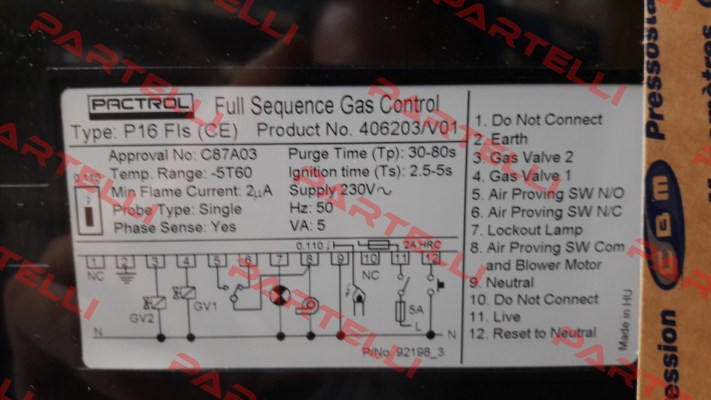 PACTROL Full Sequence Gas Control
Type: P16 FIs (CE) Product No. 406203/V01
0.110
Approval No: C87A03
Temp. Range: -5T60
Min Flame Current: 2µA
Probe Type: Single
Phase Sense: Yes
Purge Time (Tp): 30-80s
Ignition time (Ts): 2.5-5s
Supply 230V~
Hz: 50
VA: 5
0.110 2A HRC
1 2 3 4 5 6 7 8 9 10 11 12
NC NC
GV2 GV1 5A
L
N N
P/No. 92198_3
1. Do Not Connect
2. Earth
3. Gas Valve 2
4. Gas Valve 1
5. Air Proving SW N/O
6. Air Proving SW N/C
7. Lockout Lamp
8. Air Proving SW Com
and Blower Motor
9. Neutral
10. Do Not Connect
11. Live
12. Reset to Neutral
Made in HU
CBM
Pressosta
ession
PARTELLI
PARTELLI
PARTELLI
PARTELLI
PARTELLI
PARTELLI
PARTELLI